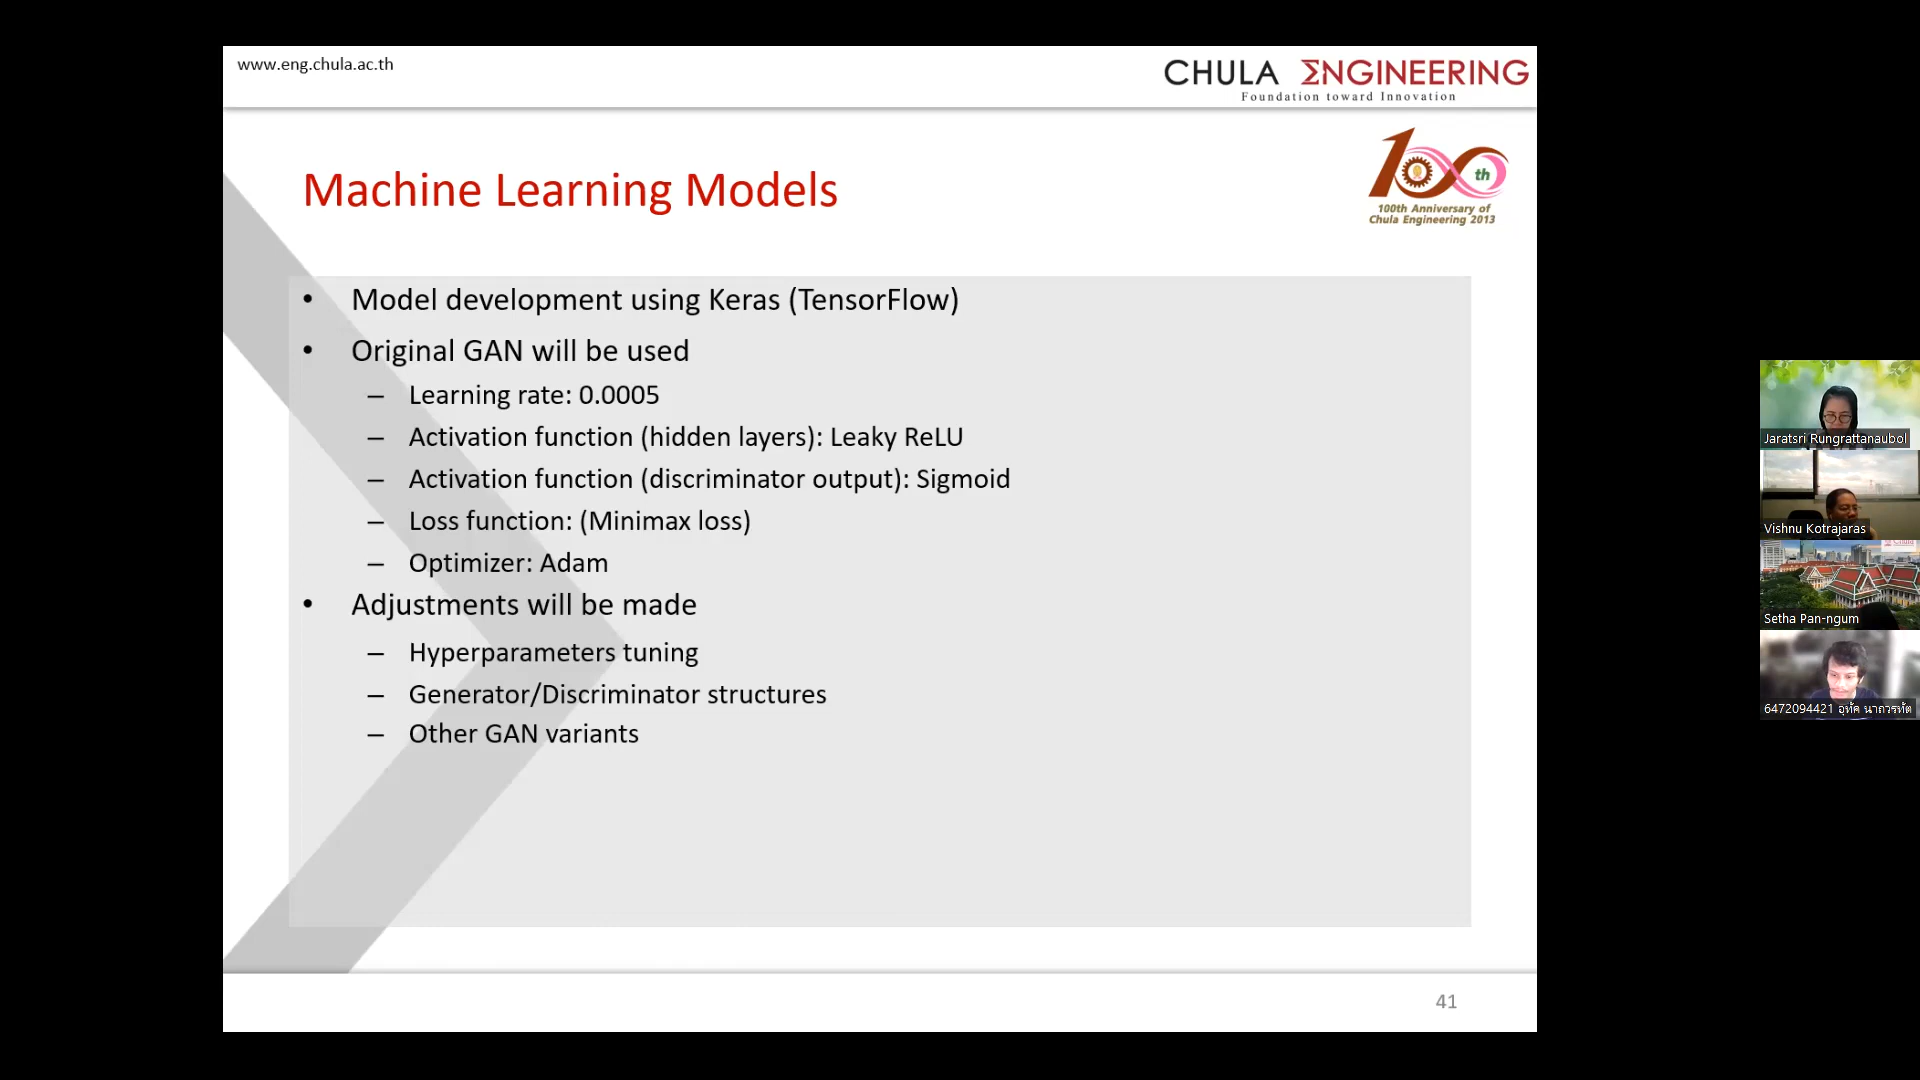 www.eng.chula.ac.th
CHULA ΣNGINEERING
Foundation toward Innovation
100th
100th Anniversary of
Chula Engineering 2013
Machine Learning Models
• Model development using Keras (TensorFlow)
• Original GAN will be used
– Learning rate: 0.0005
– Activation function (hidden layers): Leaky ReLU
– Activation function (discriminator output): Sigmoid
– Loss function: (Minimax loss)
– Optimizer: Adam
• Adjustments will be made
– Hyperparameters tuning
– Generator/Discriminator structures
– Other GAN variants
41
Jaratsri Rungrattanaubol
Vishnu Kotrajaras
Setha Pan-ngum
6472094421